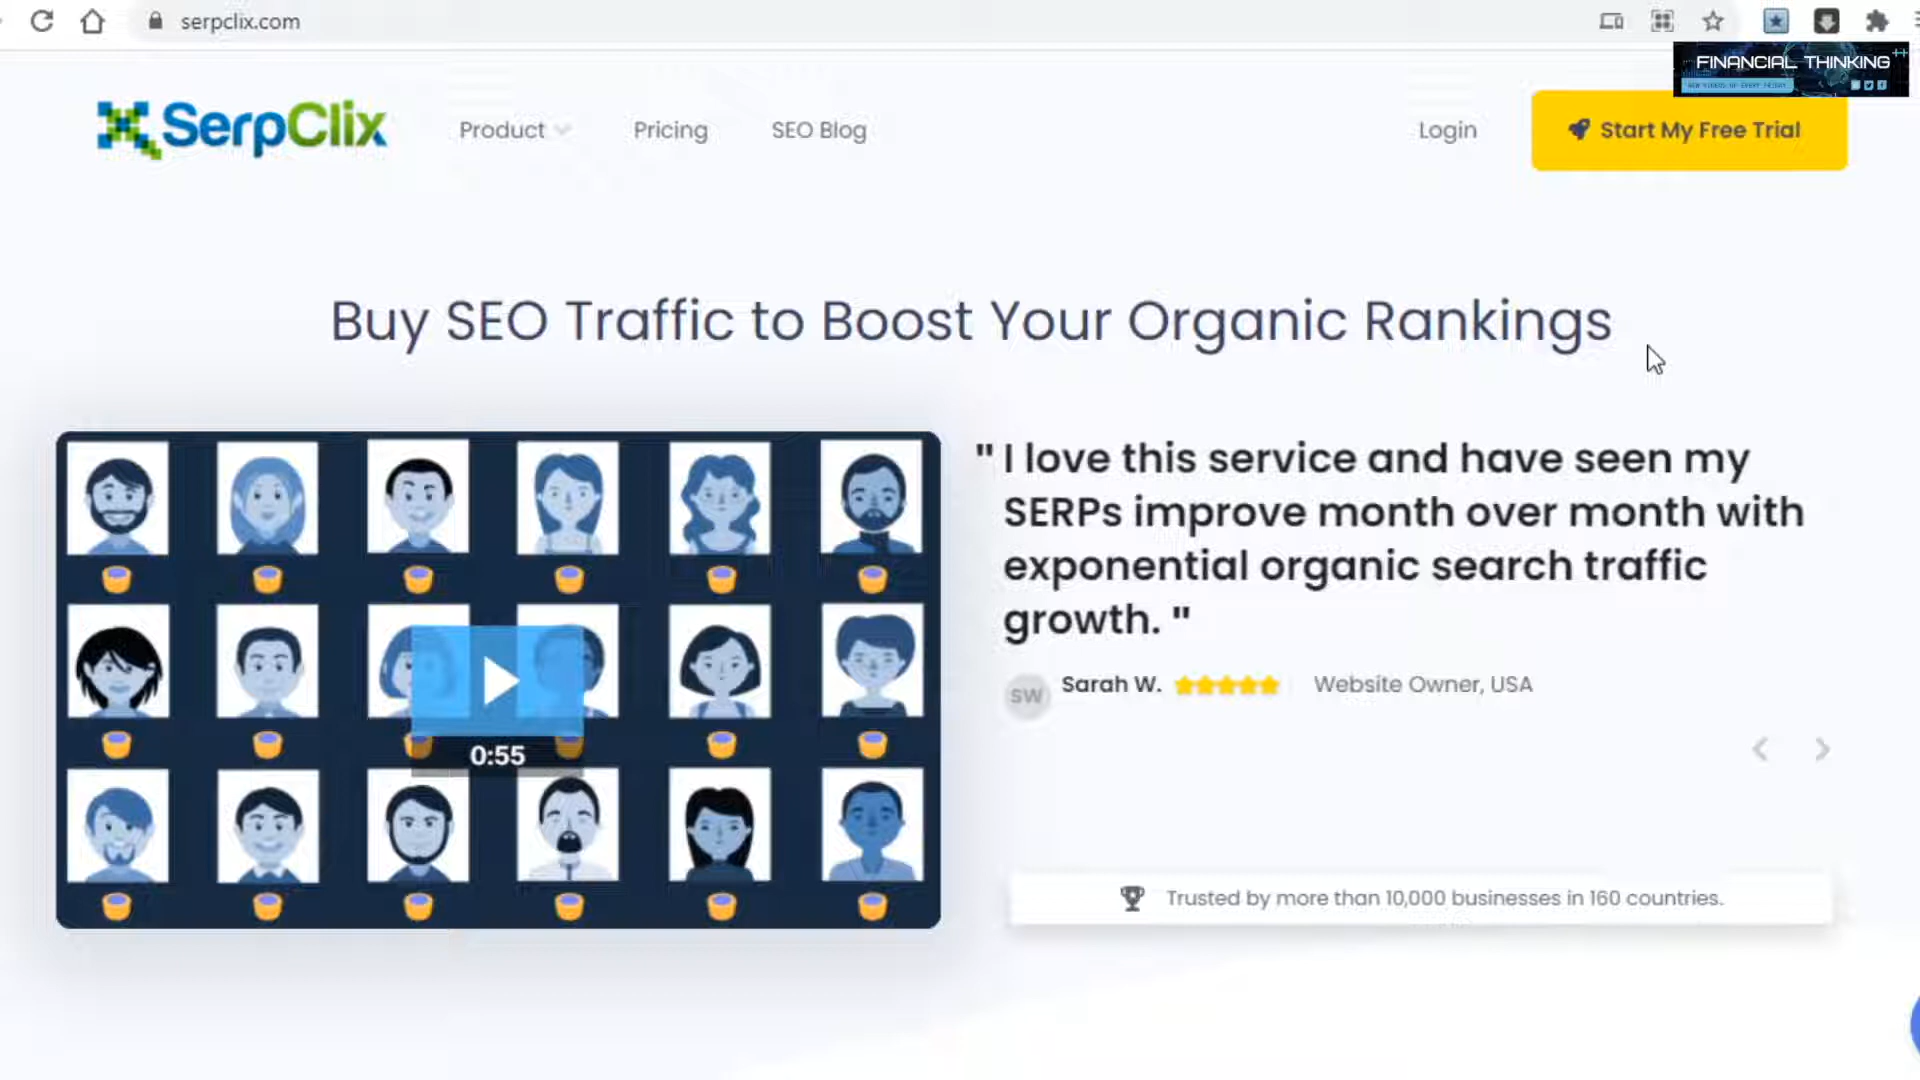 serpclix.com
FINANCIAL THINKING
SerpClix
Product
Pricing
SEO Blog
Login
Start My Free Trial
Buy SEO Traffic to Boost Your Organic Rankings
" I love this service and have seen my
SERPs improve month over month with
exponential organic search traffic
growth. "
SW
Sarah W.
Website Owner, USA
0:55
Trusted by more than 10,000 businesses in 160 countries.